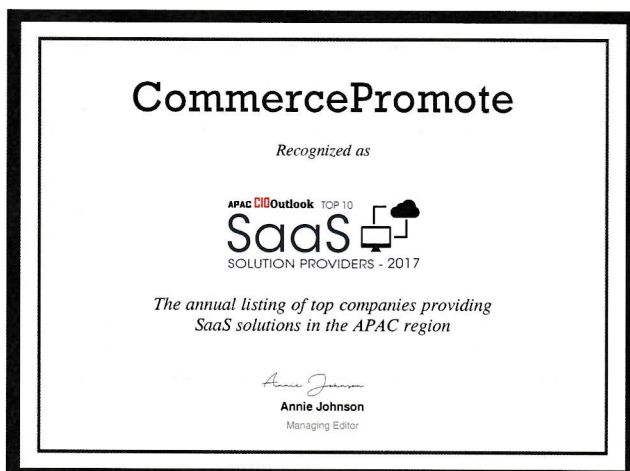 CommercePromote
Recognized as
APAC CIOOutlook TOP 10
SaaS
SOLUTION PROVIDERS - 2017
The annual listing of top companies providing
SaaS solutions in the APAC region
Annie Johnson
Annie Johnson
Managing Editor